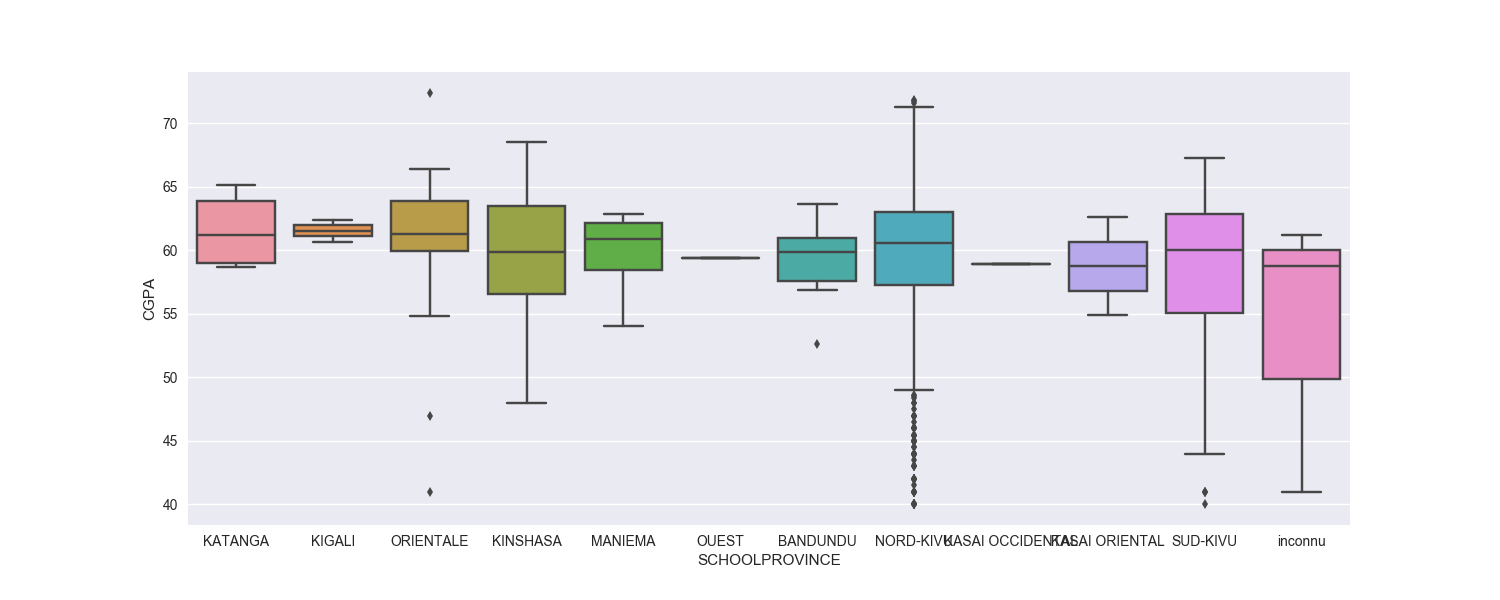 70
65
60
55
50
45
40
CGPA
KATANGA KIGALI ORIENTALE KINSHASA MANIEMA OUEST BANDUNDU NORD-KIVU KASAI OCCIDENTAL KASAI ORIENTAL SUD-KIVU inconnu
SCHOOLPROVINCE